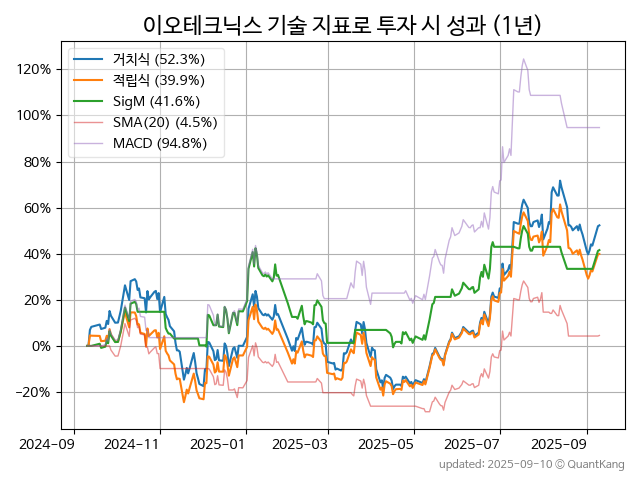 이오테크닉스 기술 지표로 투자 시 성과 (1년)
거치식 (52.3%)
적립식 (39.9%)
SigM (41.6%)
SMA(20) (4.5%)
MACD (94.8%)
120%
100%
80%
60%
40%
20%
0%
−20%
2024-09 2024-11 2025-01 2025-03 2025-05 2025-07 2025-09
updated: 2025-09-10 © QuantKang